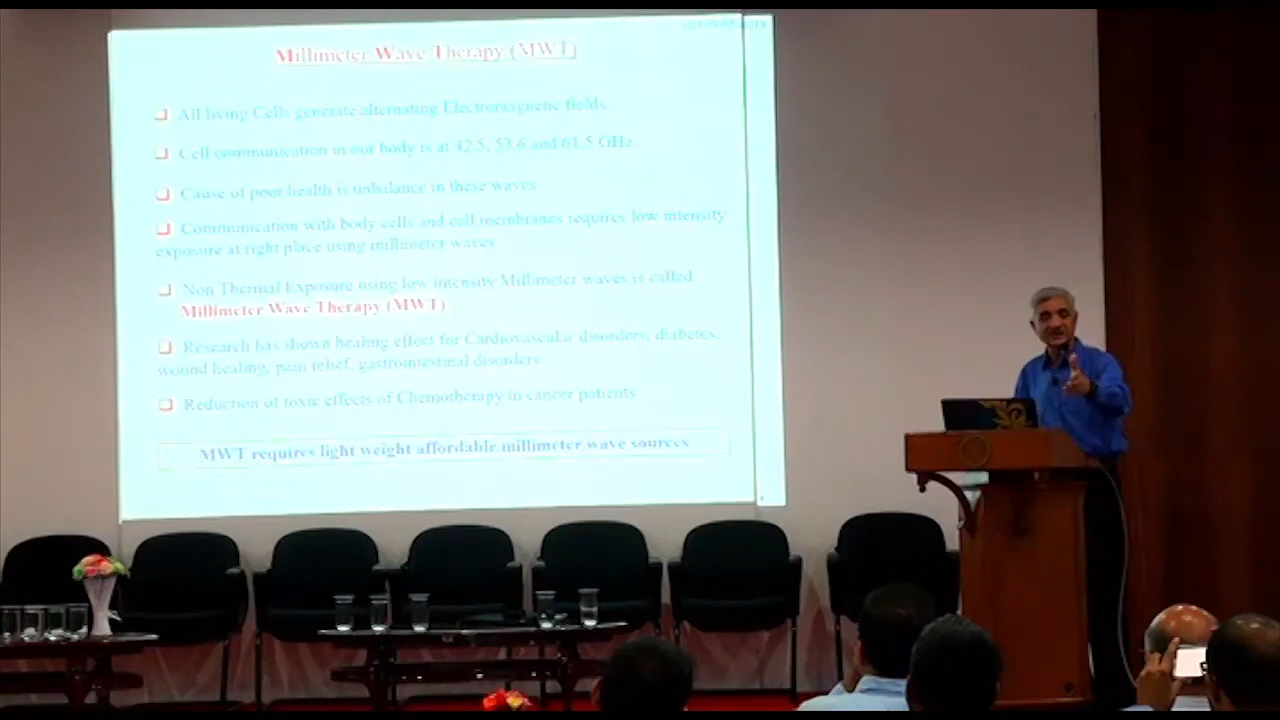 Millimeter Wave Therapy (MWT)
All living Cells generate alternating Electromagnetic fields.
Cell communication in our body is at 42.5, 53.6 and 61.5 GHz.
Cause of poor health is unbalance in these waves
Communication with body cells and cell membranes requires low intensity
exposure at right place using millimeter waves
Non Thermal Exposure using low intensity Millimeter waves is called
Millimeter Wave Therapy (MWT)
Research has shown healing effect for Cardiovascular disorders, diabetes,
wound healing, pain relief, gastrointestinal disorders
Reduction of toxic effects of Chemotherapy in cancer patients
MWT requires light weight affordable millimeter wave sources